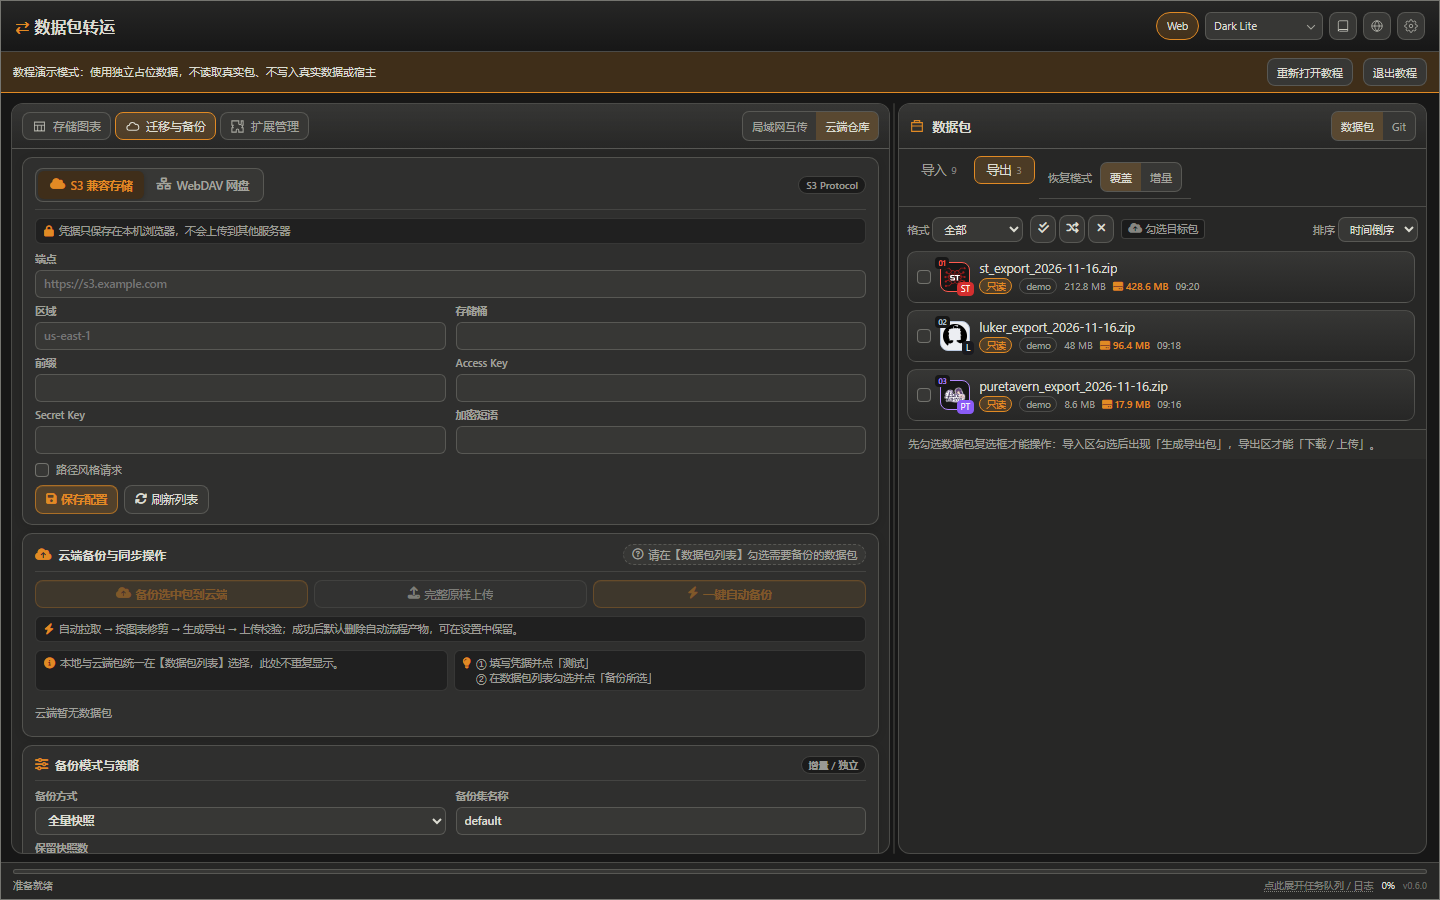 数据包转运
Web
Dark Lite
教程演示模式：使用独立占位数据，不读取真实包、不写入真实数据或宿主
重新打开教程
退出教程
存储图表
迁移与备份
扩展管理
局域网互传
云端仓库
S3 兼容存储
WebDAV 网盘
S3 Protocol
凭据只保存在本机浏览器，不会上传到其他服务器
端点
https://s3.example.com
区域
存储桶
us-east-1
前缀
Access Key
Secret Key
加密短语
路径风格请求
保存配置
刷新列表
云端备份与同步操作
请在【数据包列表】勾选需要备份的数据包
备份选中包到云端
完整原样上传
一键自动备份
自动拉取 → 按图表修剪 → 生成导出 → 上传校验；成功后默认删除自动流程产物，可在设置中保留。
本地与云端包统一在【数据包列表】选择，此处不重复显示。
① 填写凭据并点「测试」
② 在数据包列表勾选并点「备份所选」
云端暂无数据包
备份模式与策略
增量 / 独立
备份方式
备份集名称
全量快照
default
保留快照数
数据包
数据包
Git
导入 9
导出 3
恢复模式
覆盖
增量
格式
全部
勾选目标包
排序
时间倒序
01
ST
ST
st_export_2026-11-16.zip
只读
demo
212.8 MB
428.6 MB
09:20
02
L
luker_export_2026-11-16.zip
只读
demo
48 MB
96.4 MB
09:18
03
PT
puretavern_export_2026-11-16.zip
只读
demo
8.6 MB
17.9 MB
09:16
先勾选数据包复选框才能操作：导入区勾选后出现「生成导出包」，导出区才能「下载 / 上传」。
准备就绪
点此展开任务队列 / 日志
0%
v0.6.0